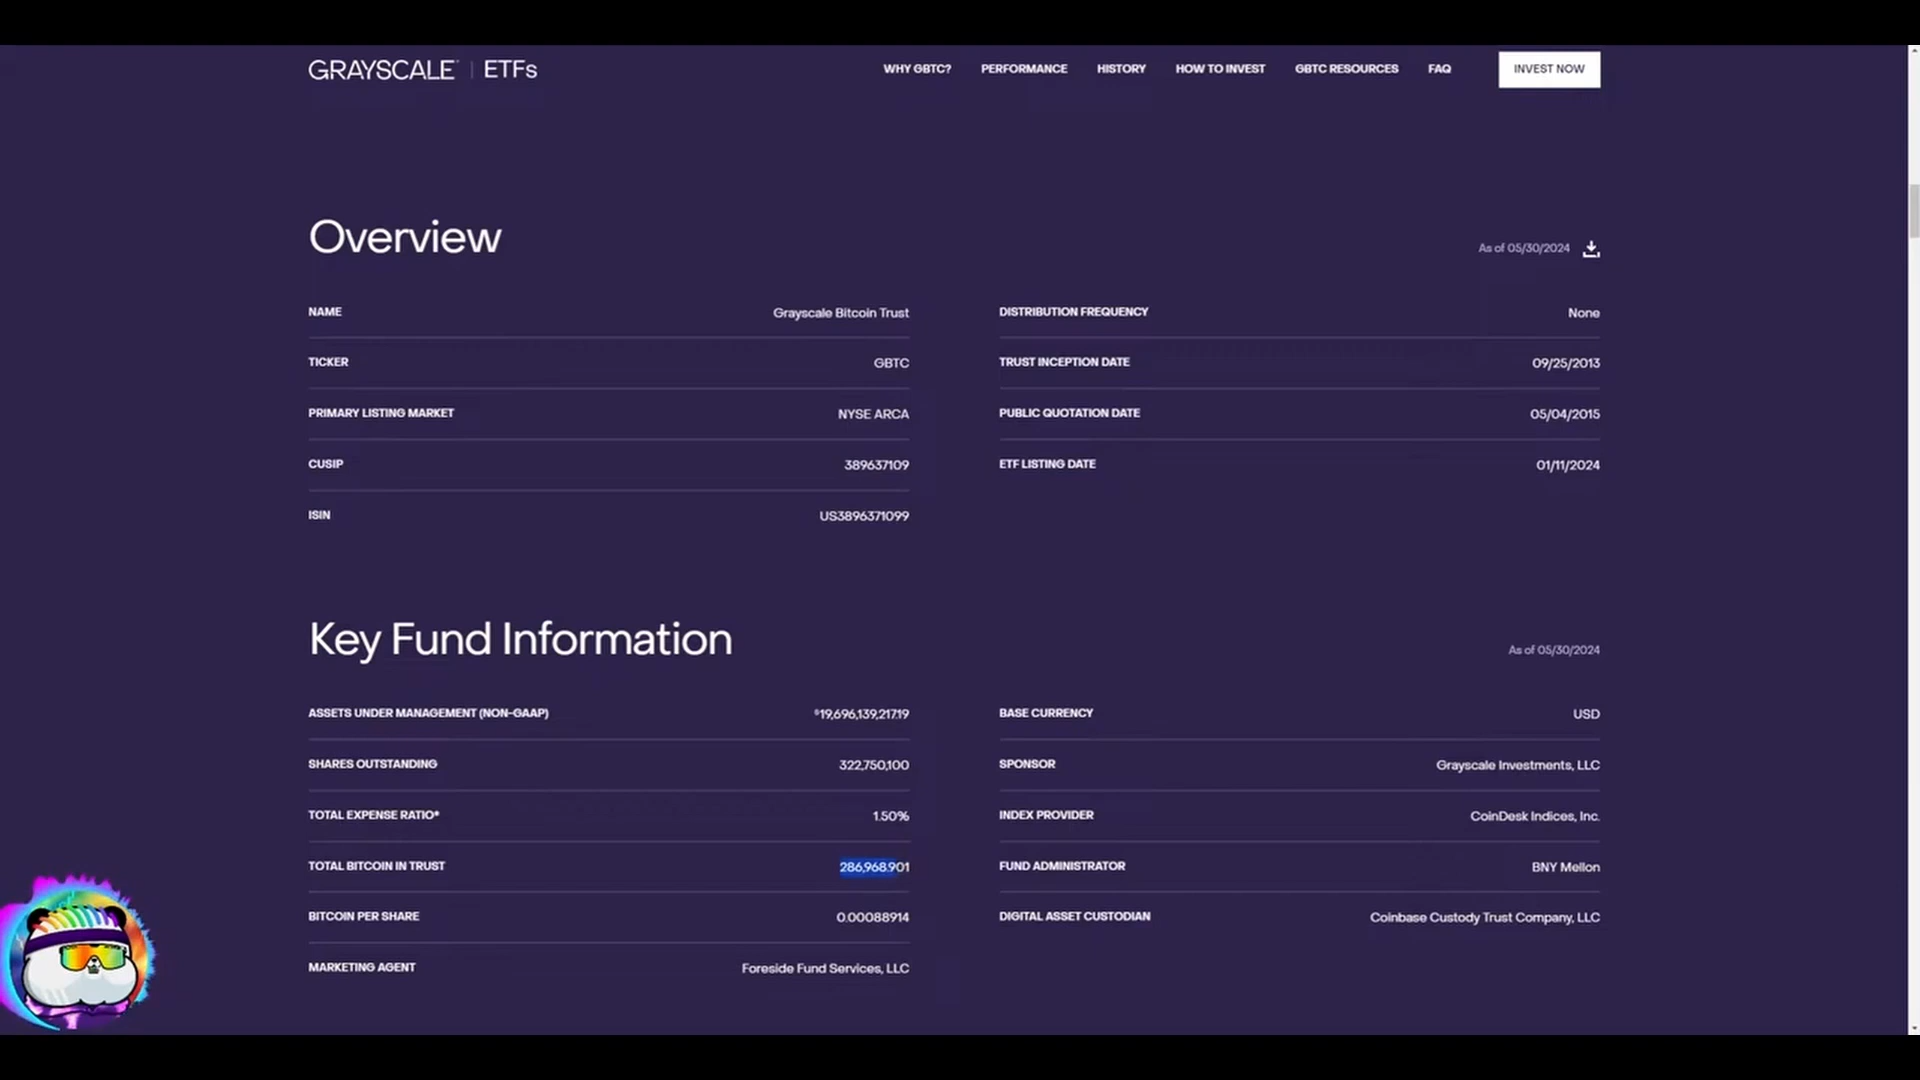 GRAYSCALE | ETFs
WHY GBTC? PERFORMANCE HISTORY HOW TO INVEST GBTC RESOURCES FAQ INVEST NOW
Overview
As of 05/30/2024
NAME Grayscale Bitcoin Trust
DISTRIBUTION FREQUENCY None
TICKER GBTC
TRUST INCEPTION DATE 09/25/2013
PRIMARY LISTING MARKET NYSE ARCA
PUBLIC QUOTATION DATE 05/04/2015
CUSIP 389637109
ETF LISTING DATE 01/11/2024
ISIN US3896371099
Key Fund Information
As of 05/30/2024
ASSETS UNDER MANAGEMENT (NON-GAAP) $19,696,139,217.19
BASE CURRENCY USD
SHARES OUTSTANDING 322,750,100
SPONSOR Grayscale Investments, LLC
TOTAL EXPENSE RATIO* 1.50%
INDEX PROVIDER CoinDesk Indices, Inc.
TOTAL BITCOIN IN TRUST 286,968.901
FUND ADMINISTRATOR BNY Mellon
BITCOIN PER SHARE 0.00088914
DIGITAL ASSET CUSTODIAN Coinbase Custody Trust Company, LLC
MARKETING AGENT Foreside Fund Services, LLC